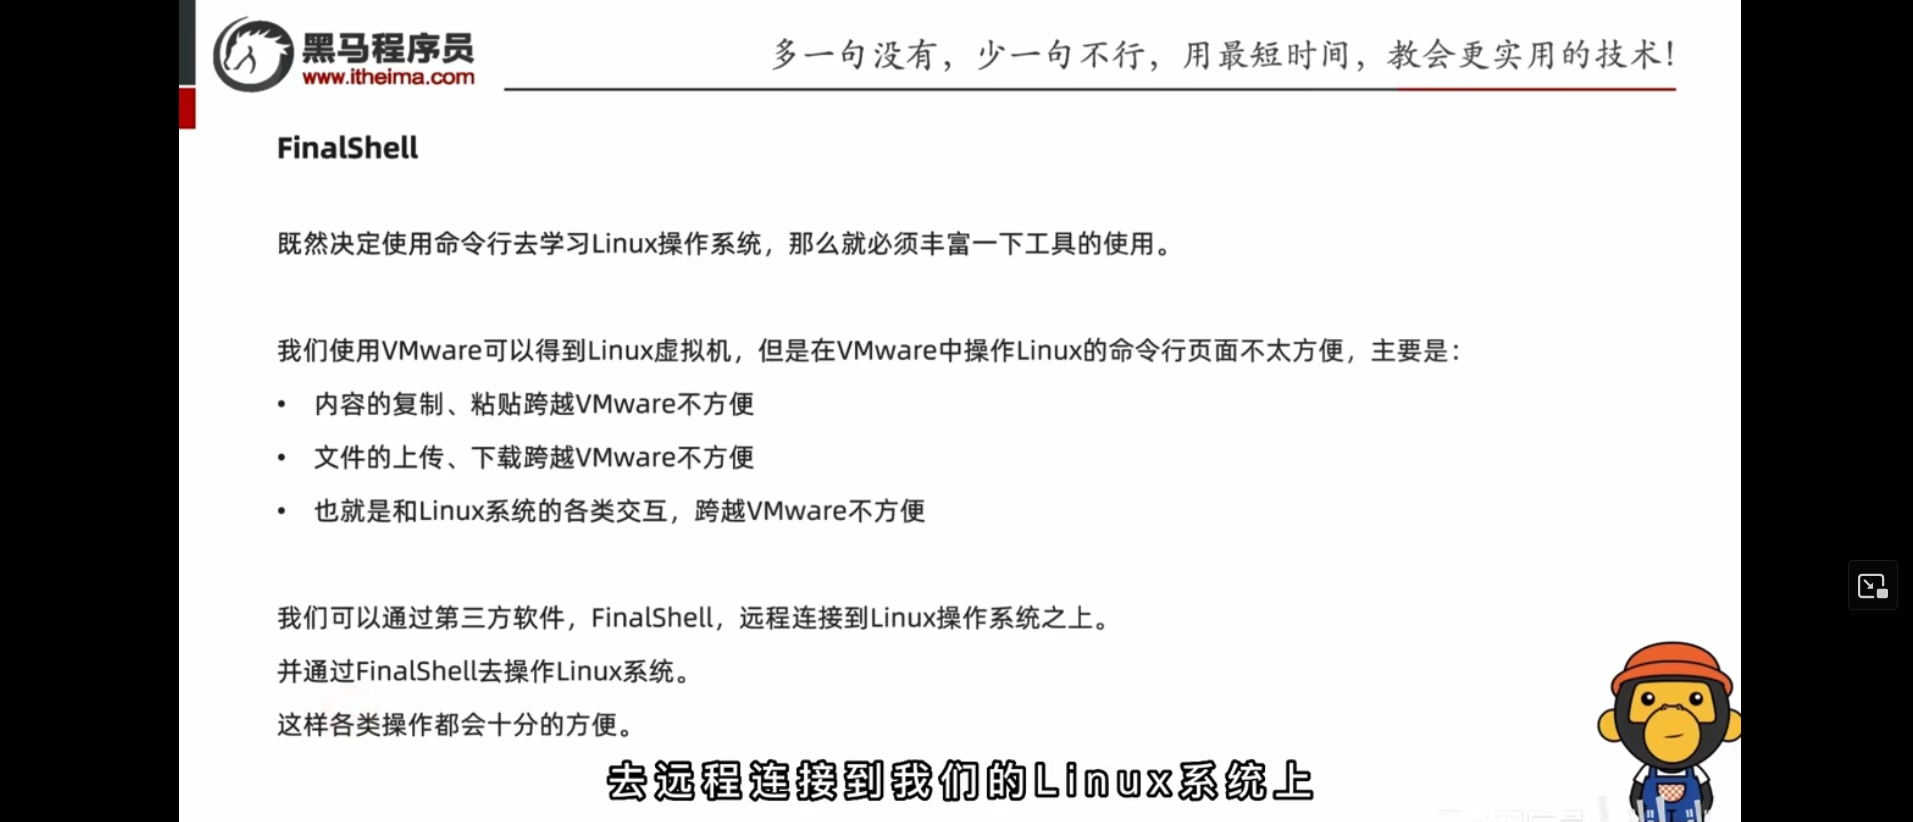 黑马程序员
www.itheima.com
多一句没有，少一句不行，用最短时间，教会更实用的技术！
FinalShell
既然决定使用命令行去学习Linux操作系统，那么就必须丰富一下工具的使用。
我们使用VMware可以得到Linux虚拟机，但是在VMware中操作Linux的命令行页面不太方便，主要是：
• 内容的复制、粘贴跨越VMware不方便
• 文件的上传、下载跨越VMware不方便
• 也就是和Linux系统的各类交互，跨越VMware不方便
我们可以通过第三方软件，FinalShell，远程连接到Linux操作系统之上。
并通过FinalShell去操作Linux系统。
这样各类操作都会十分的方便。
去远程连接到我们的Linux系统上